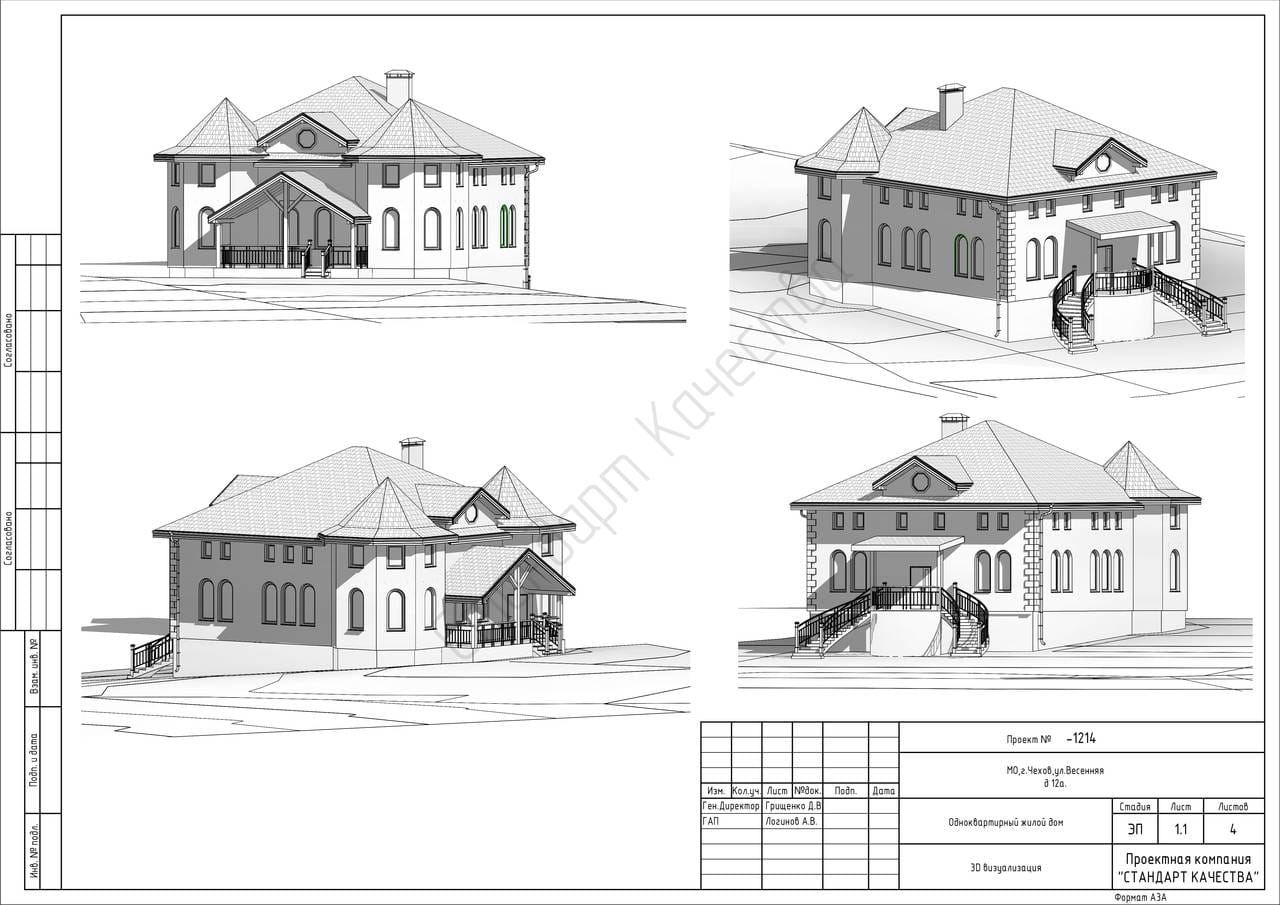 Согласовано
Согласовано
Взам. инв. №
Подп. и дата
Инв. № подл.
Стандарт Качества
Проект № -1214
МО,г.Чехов,ул.Весенняя
д 12а.
Изм. Кол.уч. Лист №док. Подп. Дата
Ген.Директор Грищенко Д.В
ГАП Логинов А.В.
Одноквартирный жилой дом
Стадия Лист Листов
ЭП 1.1 4
3D визуализация
Проектная компания
"СТАНДАРТ КАЧЕСТВА"
Формат А3А